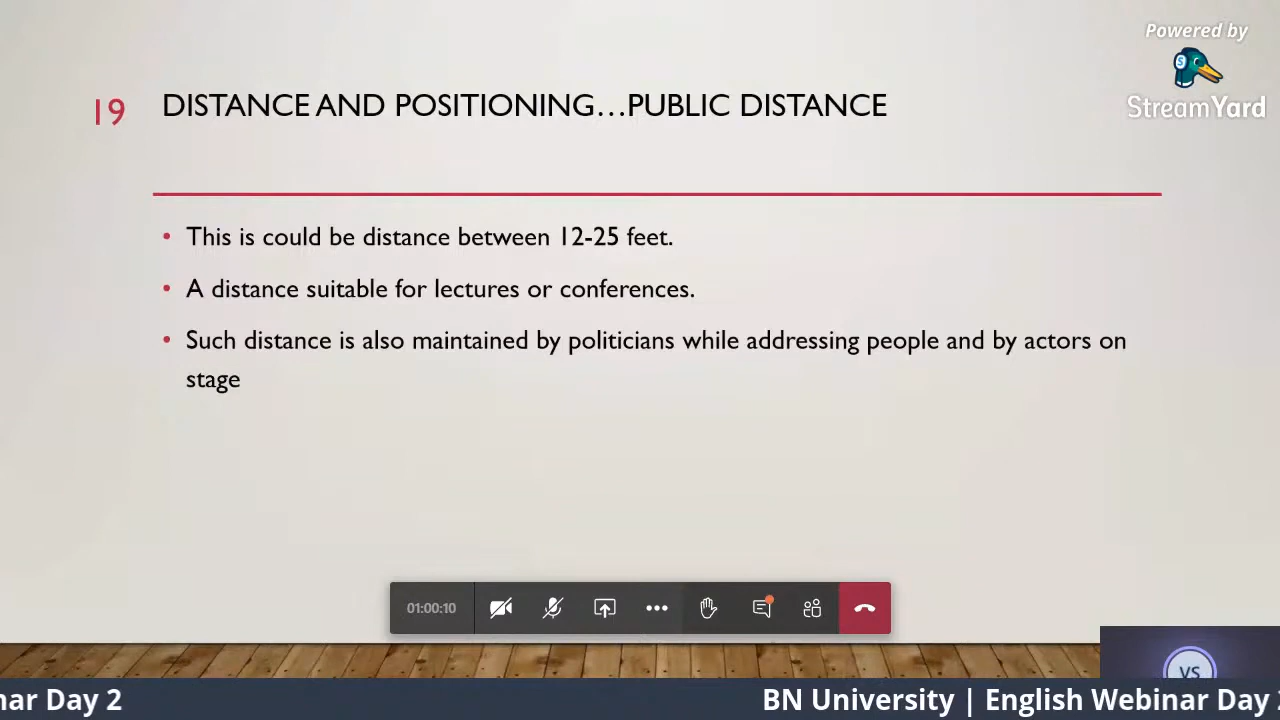 Powered by
StreamYard
19
DISTANCE AND POSITIONING...PUBLIC DISTANCE
• This is could be distance between 12-25 feet.
• A distance suitable for lectures or conferences.
• Such distance is also maintained by politicians while addressing people and by actors on
stage
01:00:10
VS
nar Day 2
BN University | English Webinar Day